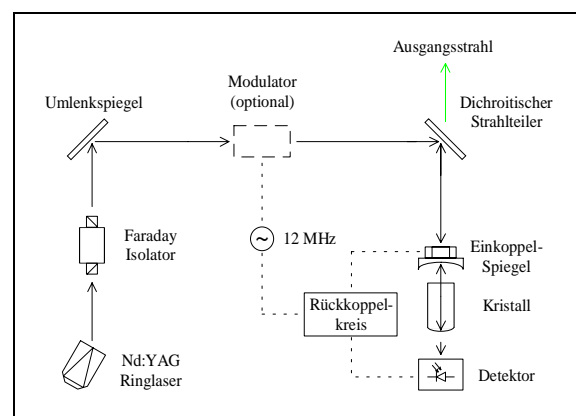 Ausgangsstrahl
Modulator
(optional)
Umlenkspiegel
Dichroitischer
Strahlteiler
Faraday
Isolator
~ 12 MHz
Einkoppel-
Spiegel
Rückkoppel-
kreis
Kristall
Nd:YAG
Ringlaser
Detektor